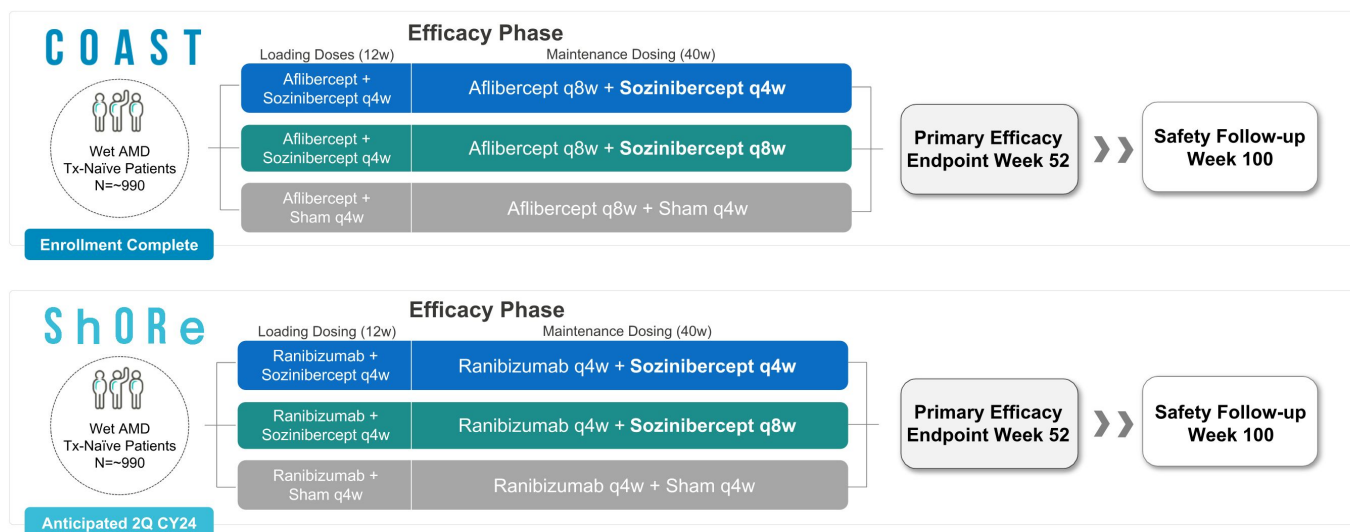 COAST
Efficacy Phase
Loading Doses (12w)
Maintenance Dosing (40w)
Wet AMD
Tx-Naïve Patients
N=~990
Enrollment Complete
Aflibercept +
Sozinibercept q4w
Aflibercept q8w + Sozinibercept q4w
Aflibercept +
Sozinibercept q4w
Aflibercept q8w + Sozinibercept q8w
Aflibercept +
Sham q4w
Aflibercept q8w + Sham q4w
Primary Efficacy
Endpoint Week 52
Safety Follow-up
Week 100
ShORe
Efficacy Phase
Loading Dosing (12w)
Maintenance Dosing (40w)
Wet AMD
Tx-Naïve Patients
N=~990
Anticipated 2Q CY24
Ranibizumab +
Sozinibercept q4w
Ranibizumab q4w + Sozinibercept q4w
Ranibizumab +
Sozinibercept q4w
Ranibizumab q4w + Sozinibercept q8w
Ranibizumab +
Sham q4w
Ranibizumab q4w + Sham q4w
Primary Efficacy
Endpoint Week 52
Safety Follow-up
Week 100